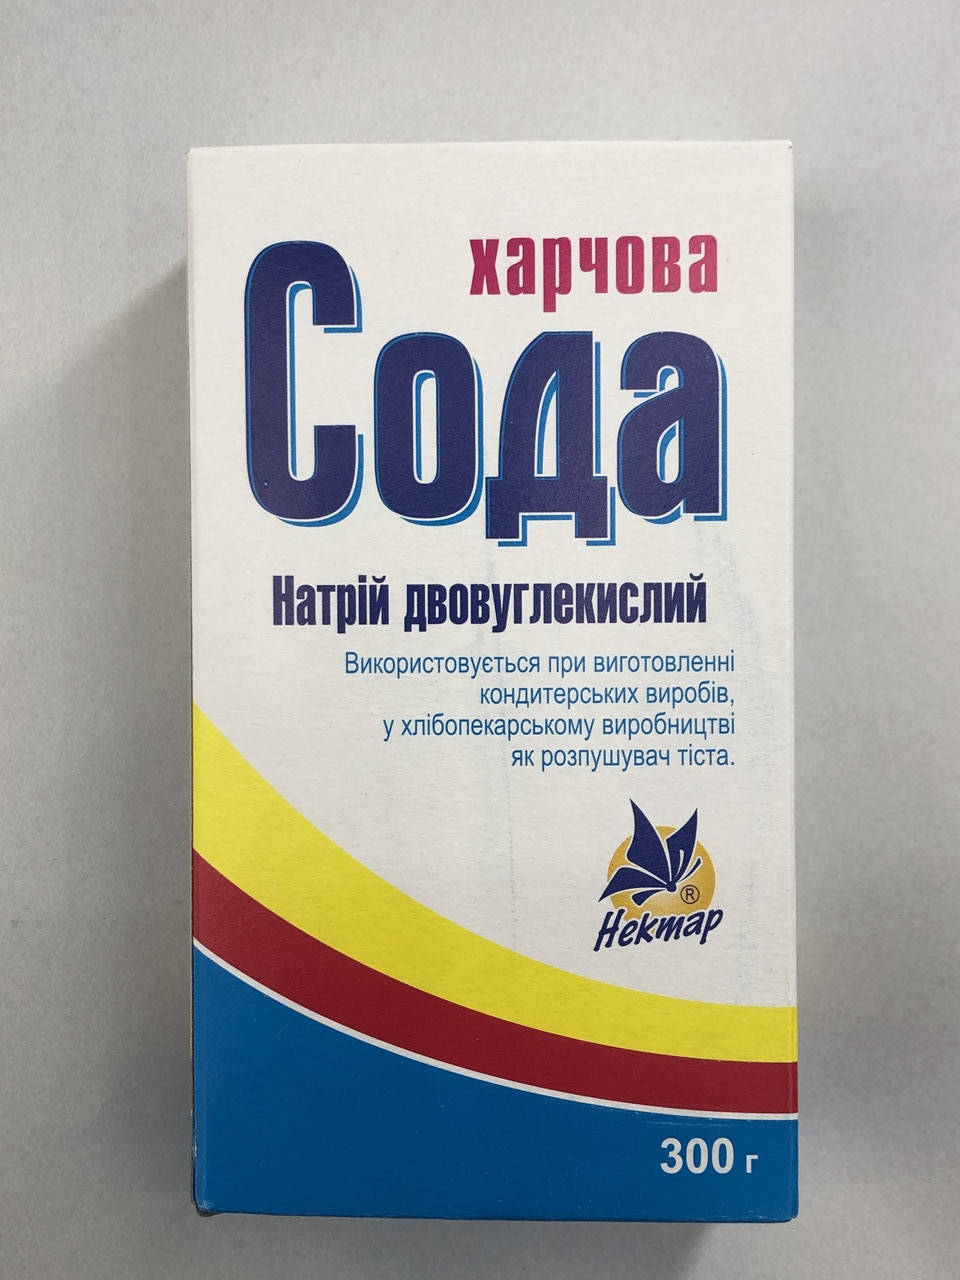 харчова
Сода
Натрій двовуглекислий
Використовується при виготовленні
кондитерських виробів,
у хлібопекарському виробництві
як розпушувач тіста.
®
Нектар
300 г